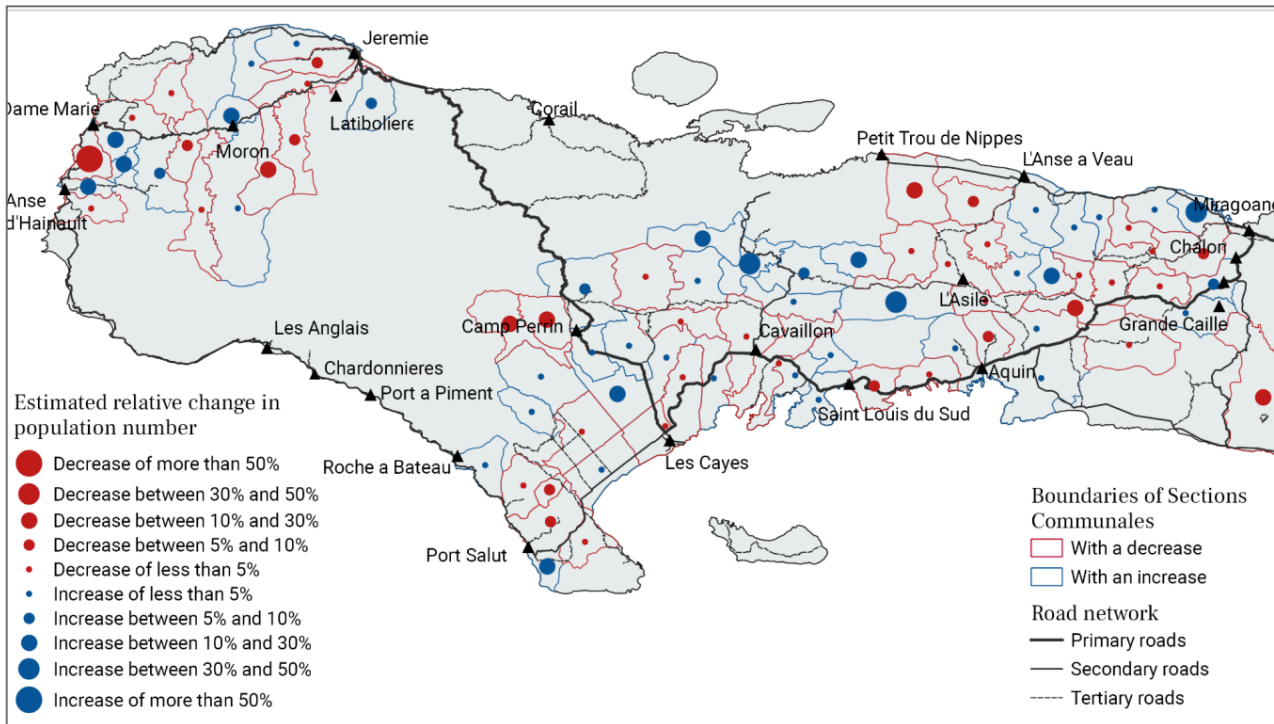 Jeremie
Dame Marie
Latiboliere
Corail
Moron
Petit Trou de Nippes
L'Anse a Veau
Anse
d'Hainault
Miragoane
Chalon
L'Asile
Camp Perrin
Cavaillon
Grande Caille
Les Anglais
Chardonnieres
Aquin
Port a Piment
Saint Louis du Sud
Roche a Bateau
Les Cayes
Port Salut
Estimated relative change in
population number
Decrease of more than 50%
Decrease between 30% and 50%
Decrease between 10% and 30%
Decrease between 5% and 10%
Decrease of less than 5%
Increase of less than 5%
Increase between 5% and 10%
Increase between 10% and 30%
Increase between 30% and 50%
Increase of more than 50%
Boundaries of Sections
Communales
With a decrease
With an increase
Road network
Primary roads
Secondary roads
Tertiary roads